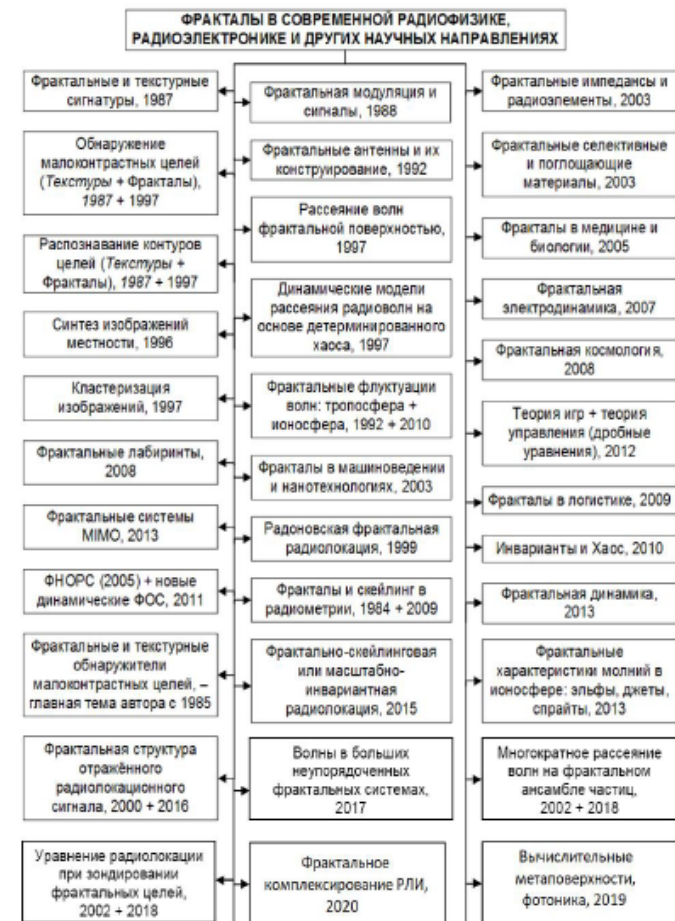 ФРАКТАЛЫ В СОВРЕМЕННОЙ РАДИОФИЗИКЕ,
РАДИОЭЛЕКТРОНИКЕ И ДРУГИХ НАУЧНЫХ НАПРАВЛЕНИЯХ
Фрактальные и текстурные
сигнатуры, 1987
Обнаружение
малоконтрастных целей
(Текстуры + Фракталы),
1987 + 1997
Распознавание контуров
целей (Текстуры +
Фракталы), 1987 + 1997
Синтез изображений
местности, 1996
Кластеризация
изображений, 1997
Фрактальные лабиринты,
2008
Фрактальные системы
MIMO, 2013
ФНОРС (2005) + новые
динамические ФОС, 2011
Фрактальные и текстурные
обнаружители
малоконтрастных целей, –
главная тема автора с 1985
Фрактальная структура
отражённого
радиолокационного
сигнала, 2000 + 2016
Уравнение радиолокации
при зондировании
фрактальных целей,
2002 + 2018
Фрактальная модуляция и
сигналы, 1988
Фрактальные антенны и их
конструирование, 1992
Рассеяние волн
фрактальной поверхностью,
1997
Динамические модели
рассеяния радиоволн на
основе детерминированного
хаоса, 1997
Фрактальные флуктуации
волн: тропосфера +
ионосфера, 1992 + 2010
Фракталы в машиноведении
и нанотехнологиях, 2003
Радоновская фрактальная
радиолокация, 1999
Фракталы и скейлинг в
радиометрии, 1984 + 2009
Фрактально-скейлинговая
или масштабно-
инвариантная
радиолокация, 2015
Волны в больших
неупорядоченных
фрактальных системах,
2017
Фрактальное
комплексирование РЛИ,
2020
Фрактальные импедансы и
радиоэлементы, 2003
Фрактальные селективные
и поглощающие
материалы, 2003
Фракталы в медицине и
биологии, 2005
Фрактальная
электродинамика, 2007
Фрактальная космология,
2008
Теория игр + теория
управления (дробные
уравнения), 2012
Фракталы в логистике, 2009
Инварианты и Хаос, 2010
Фрактальная динамика,
2013
Фрактальные
характеристики молний в
ионосфере: эльфы, джеты,
спрайты, 2013
Многократное рассеяние
волн на фрактальном
ансамбле частиц,
2002 + 2018
Вычислительные
метаповерхности,
фотоника, 2019